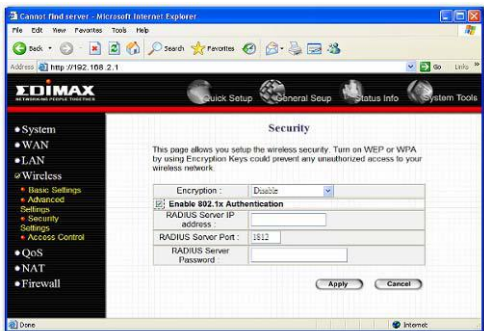 Cannot find server - Microsoft Internet Explorer
File Edit View Favorites Tools Help
Back Search Favorites
Address http://192.168.2.1 Go Links »
EDIMAX
NETWORKING PEOPLE TOGETHER
Quick Setup General Seup Status Info System Tools
System
WAN
LAN
Wireless
Basic Settings
Advanced
Settings
Security
Settings
Access Control
QoS
NAT
Firewall
Security
This page allows you setup the wireless security. Turn on WEP or WPA
by using Encryption Keys could prevent any unauthorized access to your
wireless network.
Encryption : Disable
Enable 802.1x Authentication
RADIUS Server IP
address :
RADIUS Server Port : 1812
RADIUS Server
Password :
Apply Cancel
Done Internet